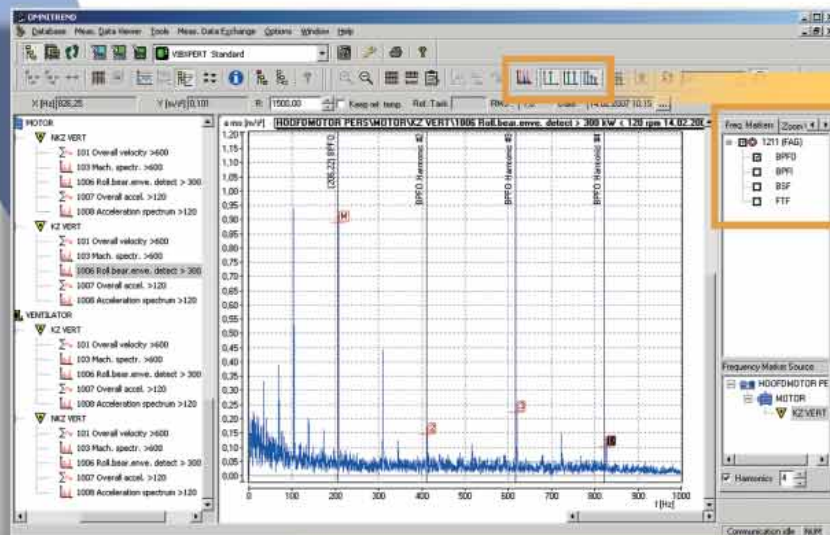 OMNITREND
Database Meas. Data Viewer Tools Meas. Data Exchange Options Window Help
VIBXPERT Standard
X [Hz] 826,25 Y [m/s²] 0,101 R: 1500,00 Keep ref. temp. Ref. Task 14.02.2007 10:15
MOTOR
NKZ VERT
101 Overall velocity >600
103 Mach. spectr. >600
1006 Roll.bear.enve. detect > 300
1007 Overall accel. >120
1008 Acceleration spectrum >120
KZ VERT
101 Overall velocity >600
103 Mach. spectr. >600
1006 Roll.bear.enve. detect > 300
1007 Overall accel. >120
1008 Acceleration spectrum >120
VENTILATOR
KZ VERT
101 Overall velocity >600
103 Mach. spectr. >600
1006 Roll.bear.enve. detect > 300
1007 Overall accel. >120
1008 Acceleration spectrum >120
NKZ VERT
101 Overall velocity >600
103 Mach. spectr. >600
1006 Roll.bear.enve. detect > 300
1007 Overall accel. >120
1008 Acceleration spectrum >120
a rms [m/s²]
HOOFDMOTOR PERS\MOTOR\KZ VERT\1006 Roll.bear.enve. detect > 300 kW < 120 rpm 14.02.200
1,20
1,15
1,10
1,05
1,00
0,95
0,90
0,85
0,80
0,75
0,70
0,65
0,60
0,55
0,50
0,45
0,40
0,35
0,30
0,25
0,20
0,15
0,10
0,05
0,00
(206.22) BPFO
BPFO Harmonic #2
BPFO Harmonic #3
BPFO Harmonic #4
M
2
3
0 100 200 300 400 500 600 700 800 900 1000
f [Hz]
Freq. Markers Zoom
1211 (FAG)
BPFO
BPFI
BSF
FTF
Frequency Marker Source
HOOFDMOTOR PE
MOTOR
KZ VERT
Harmonics 4
Communication idle NUM